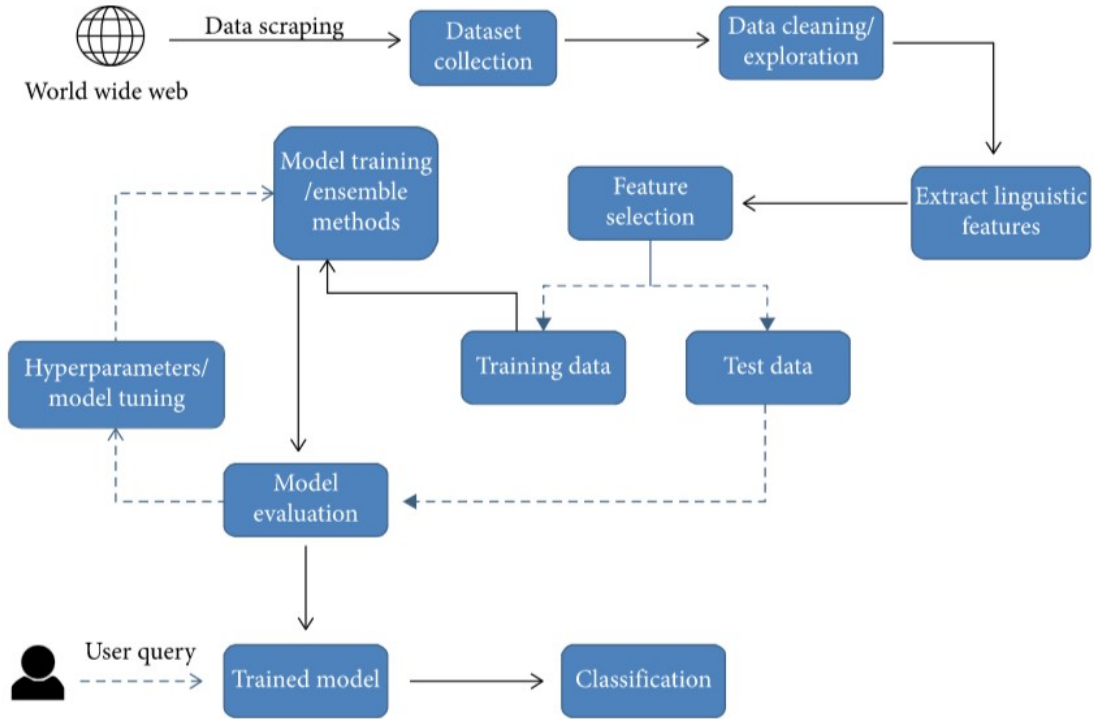 Data scraping
World wide web
Dataset
collection
Data cleaning/
exploration
Model training
/ensemble
methods
Feature
selection
Extract linguistic
features
Hyperparameters/
model tuning
Training data
Test data
Model
evaluation
User query
Trained model
Classification